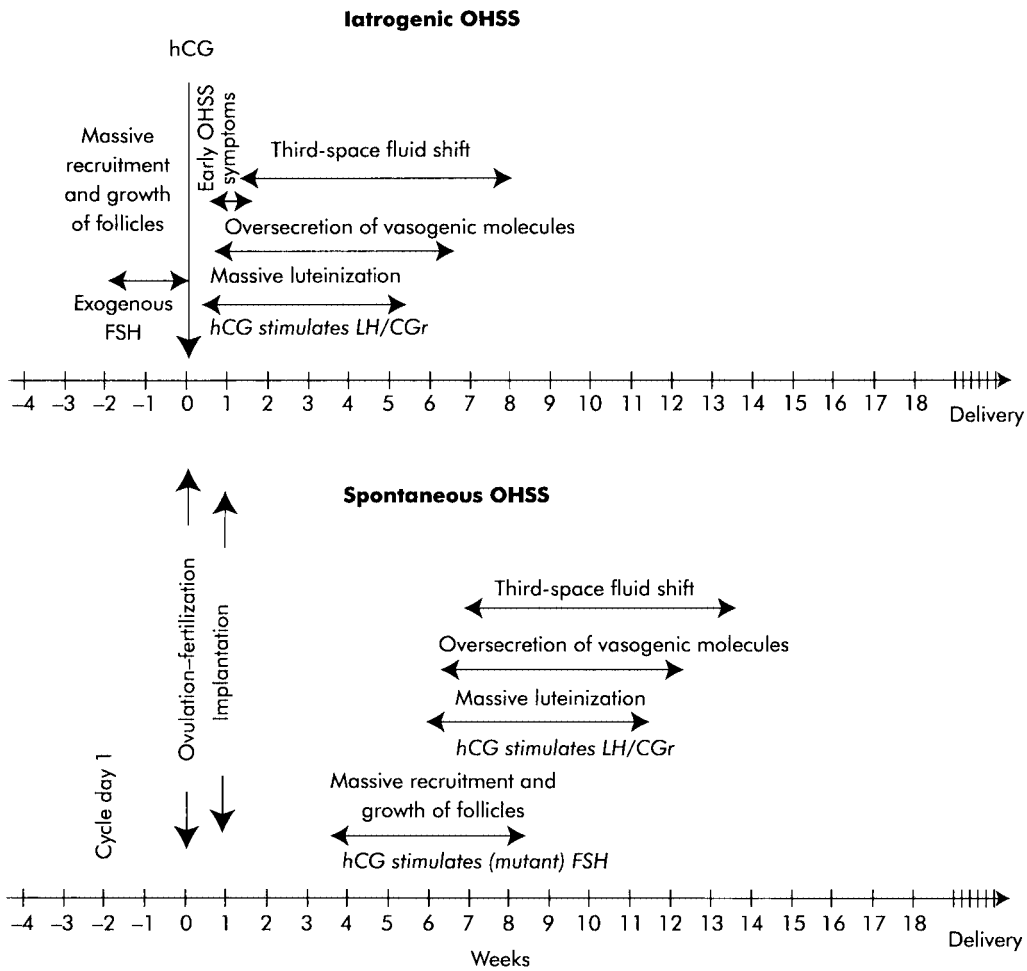 Iatrogenic OHSS
hCG
Early OHSS
symptoms
Massive
recruitment
and growth
of follicles
Third-space fluid shift
Oversecretion of vasogenic molecules
Massive luteinization
Exogenous
FSH
hCG stimulates LH/CGr
–4 –3 –2 –1 0 1 2 3 4 5 6 7 8 9 10 11 12 13 14 15 16 17 18
Delivery
Spontaneous OHSS
Cycle day 1
Ovulation–fertilization
Implantation
Third-space fluid shift
Oversecretion of vasogenic molecules
Massive luteinization
hCG stimulates LH/CGr
Massive recruitment and
growth of follicles
hCG stimulates (mutant) FSH
–4 –3 –2 –1 0 1 2 3 4 5 6 7 8 9 10 11 12 13 14 15 16 17 18
Delivery
Weeks